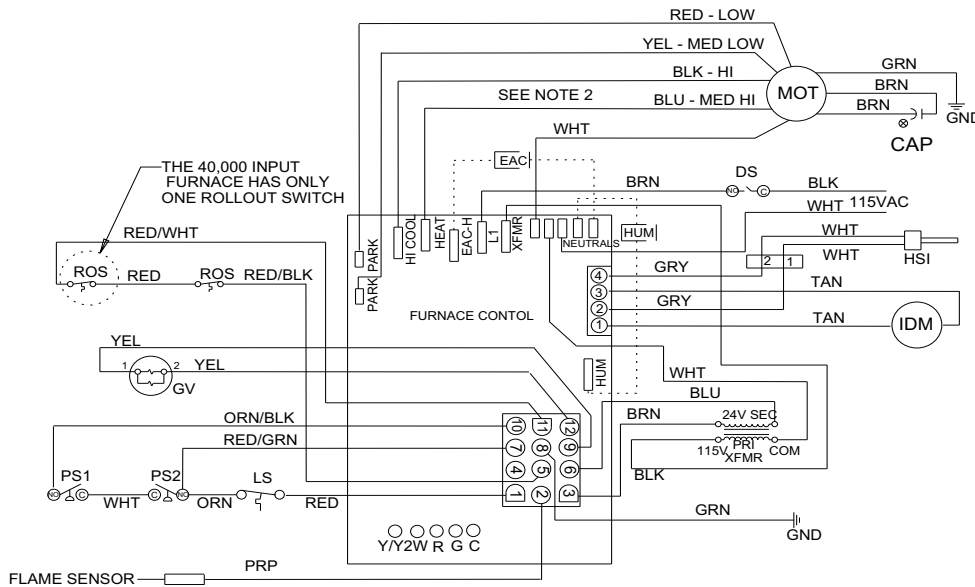 RED - LOW
YEL - MED LOW
BLK - HI
SEE NOTE 2
BLU - MED HI
WHT
MOT
GRN
BRN
BRN
GND
CAP
EAC
THE 40,000 INPUT
FURNACE HAS ONLY
ONE ROLLOUT SWITCH
BRN
DS
NO
C
BLK
WHT 115VAC
RED/WHT
PARK
HI COOL
HEAT
EAC-H
L1
XFMR
NEUTRALS
HUM
WHT
WHT
HSI
2 1
ROS
RED
ROS
RED/BLK
PARK
FURNACE CONTOL
GRY
GRY
4
3
2
1
TAN
TAN
IDM
YEL
YEL
1
2
GV
HUM
WHT
BLU
BRN
24V SEC
115V
PRI
COM
XFMR
BLK
ORN/BLK
RED/GRN
10 11 12
7 8 9
4 5 6
1 2 3
PS1
NO
C
WHT
PS2
C
NO
ORN
LS
RED
GRN
GND
Y/Y2 W R G C
FLAME SENSOR
PRP